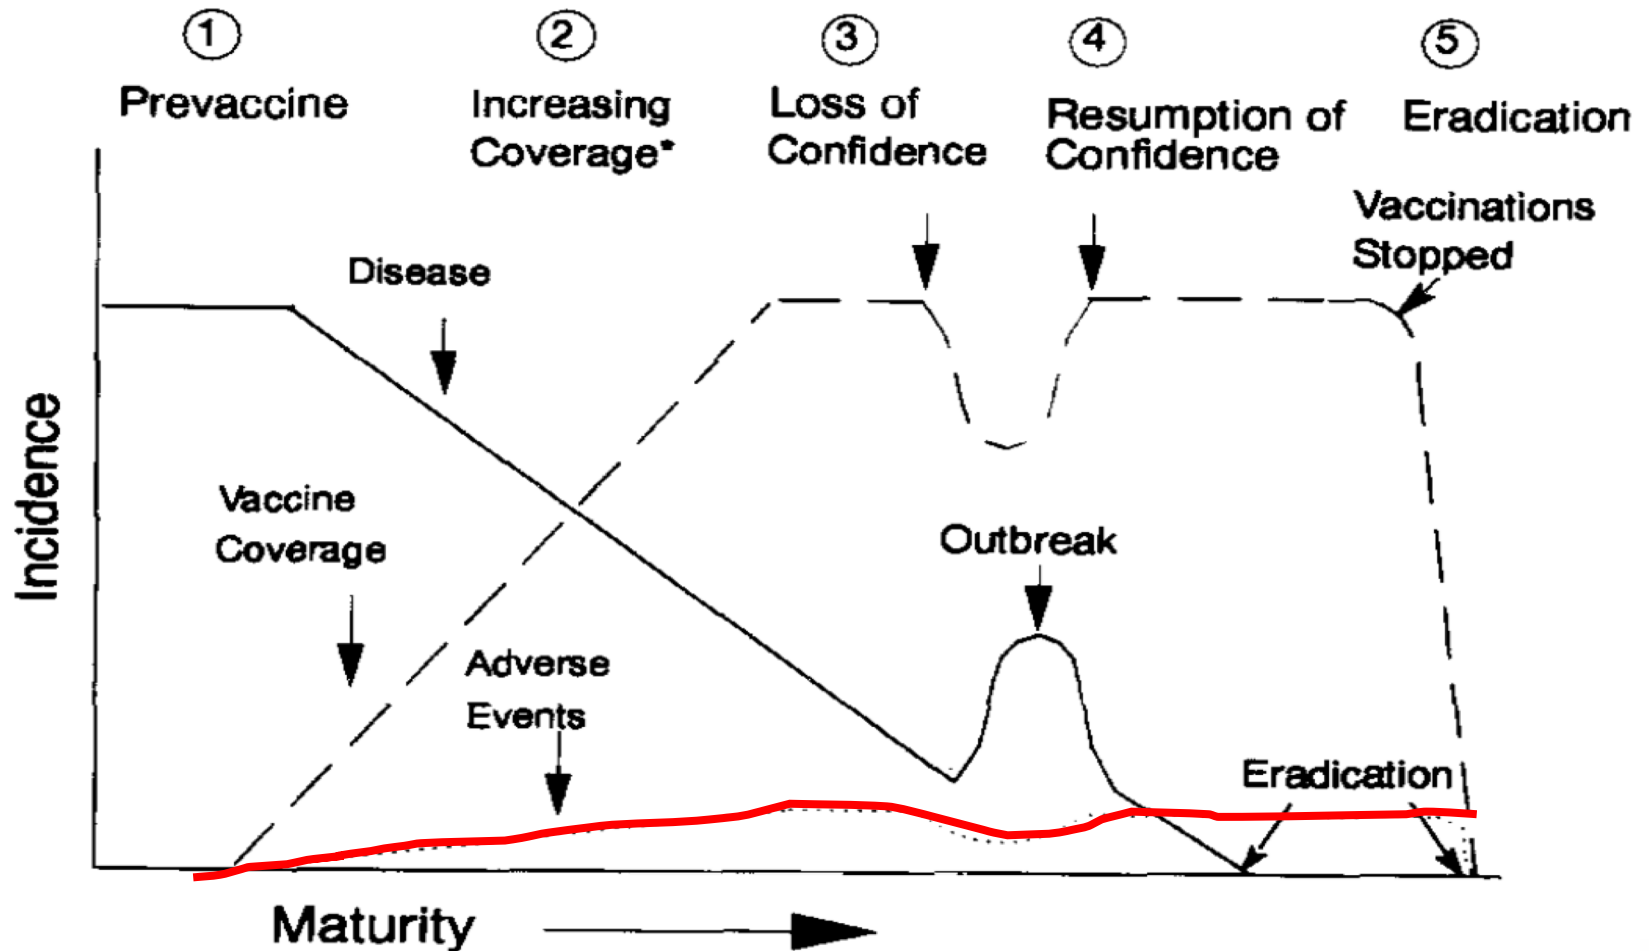 1
2
3
4
5
Prevaccine
Increasing
Coverage*
Loss of
Confidence
Resumption of
Confidence
Eradication
Vaccinations
Stopped
Disease
Vaccine
Coverage
Outbreak
Adverse
Events
Eradication
Incidence
Maturity